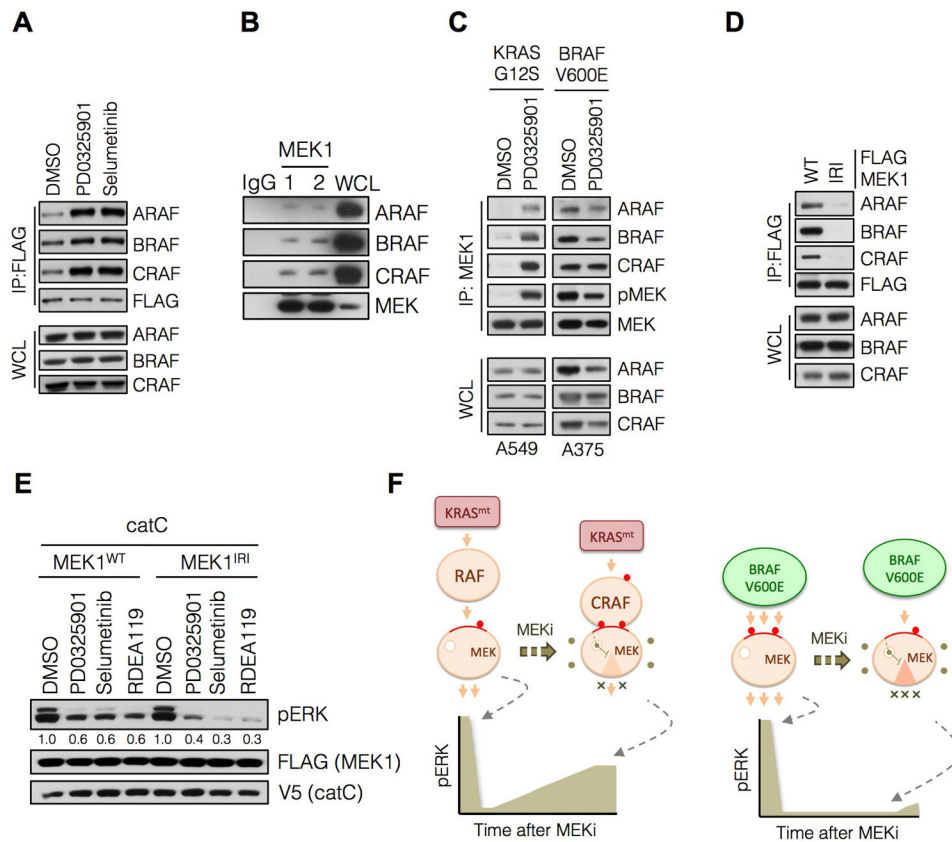 A
DMSO
PD0325901
Selumetinib
IP:FLAG
ARAF
BRAF
CRAF
FLAG
WCL
ARAF
BRAF
CRAF
B
MEK1
IgG 1 2 WCL
ARAF
BRAF
CRAF
MEK
C
KRAS
G12S
BRAF
V600E
DMSO
PD0325901
DMSO
PD0325901
IP: MEK1
ARAF
BRAF
CRAF
pMEK
MEK
WCL
ARAF
BRAF
CRAF
A549
A375
D
WT
IRI
FLAG
MEK1
IP:FLAG
ARAF
BRAF
CRAF
FLAG
WCL
ARAF
BRAF
CRAF
E
catC
MEK1WT
MEK1IRI
DMSO
PD0325901
Selumetinib
RDEA119
DMSO
PD0325901
Selumetinib
RDEA119
pERK
1.0 0.6 0.6 0.6 1.0 0.4 0.3 0.3
FLAG (MEK1)
V5 (catC)
F
KRASmt
RAF
MEK
MEKi
KRASmt
CRAF
MEK
pERK
Time after MEKi
BRAF
V600E
MEK
MEKi
BRAF
V600E
MEK
pERK
Time after MEKi